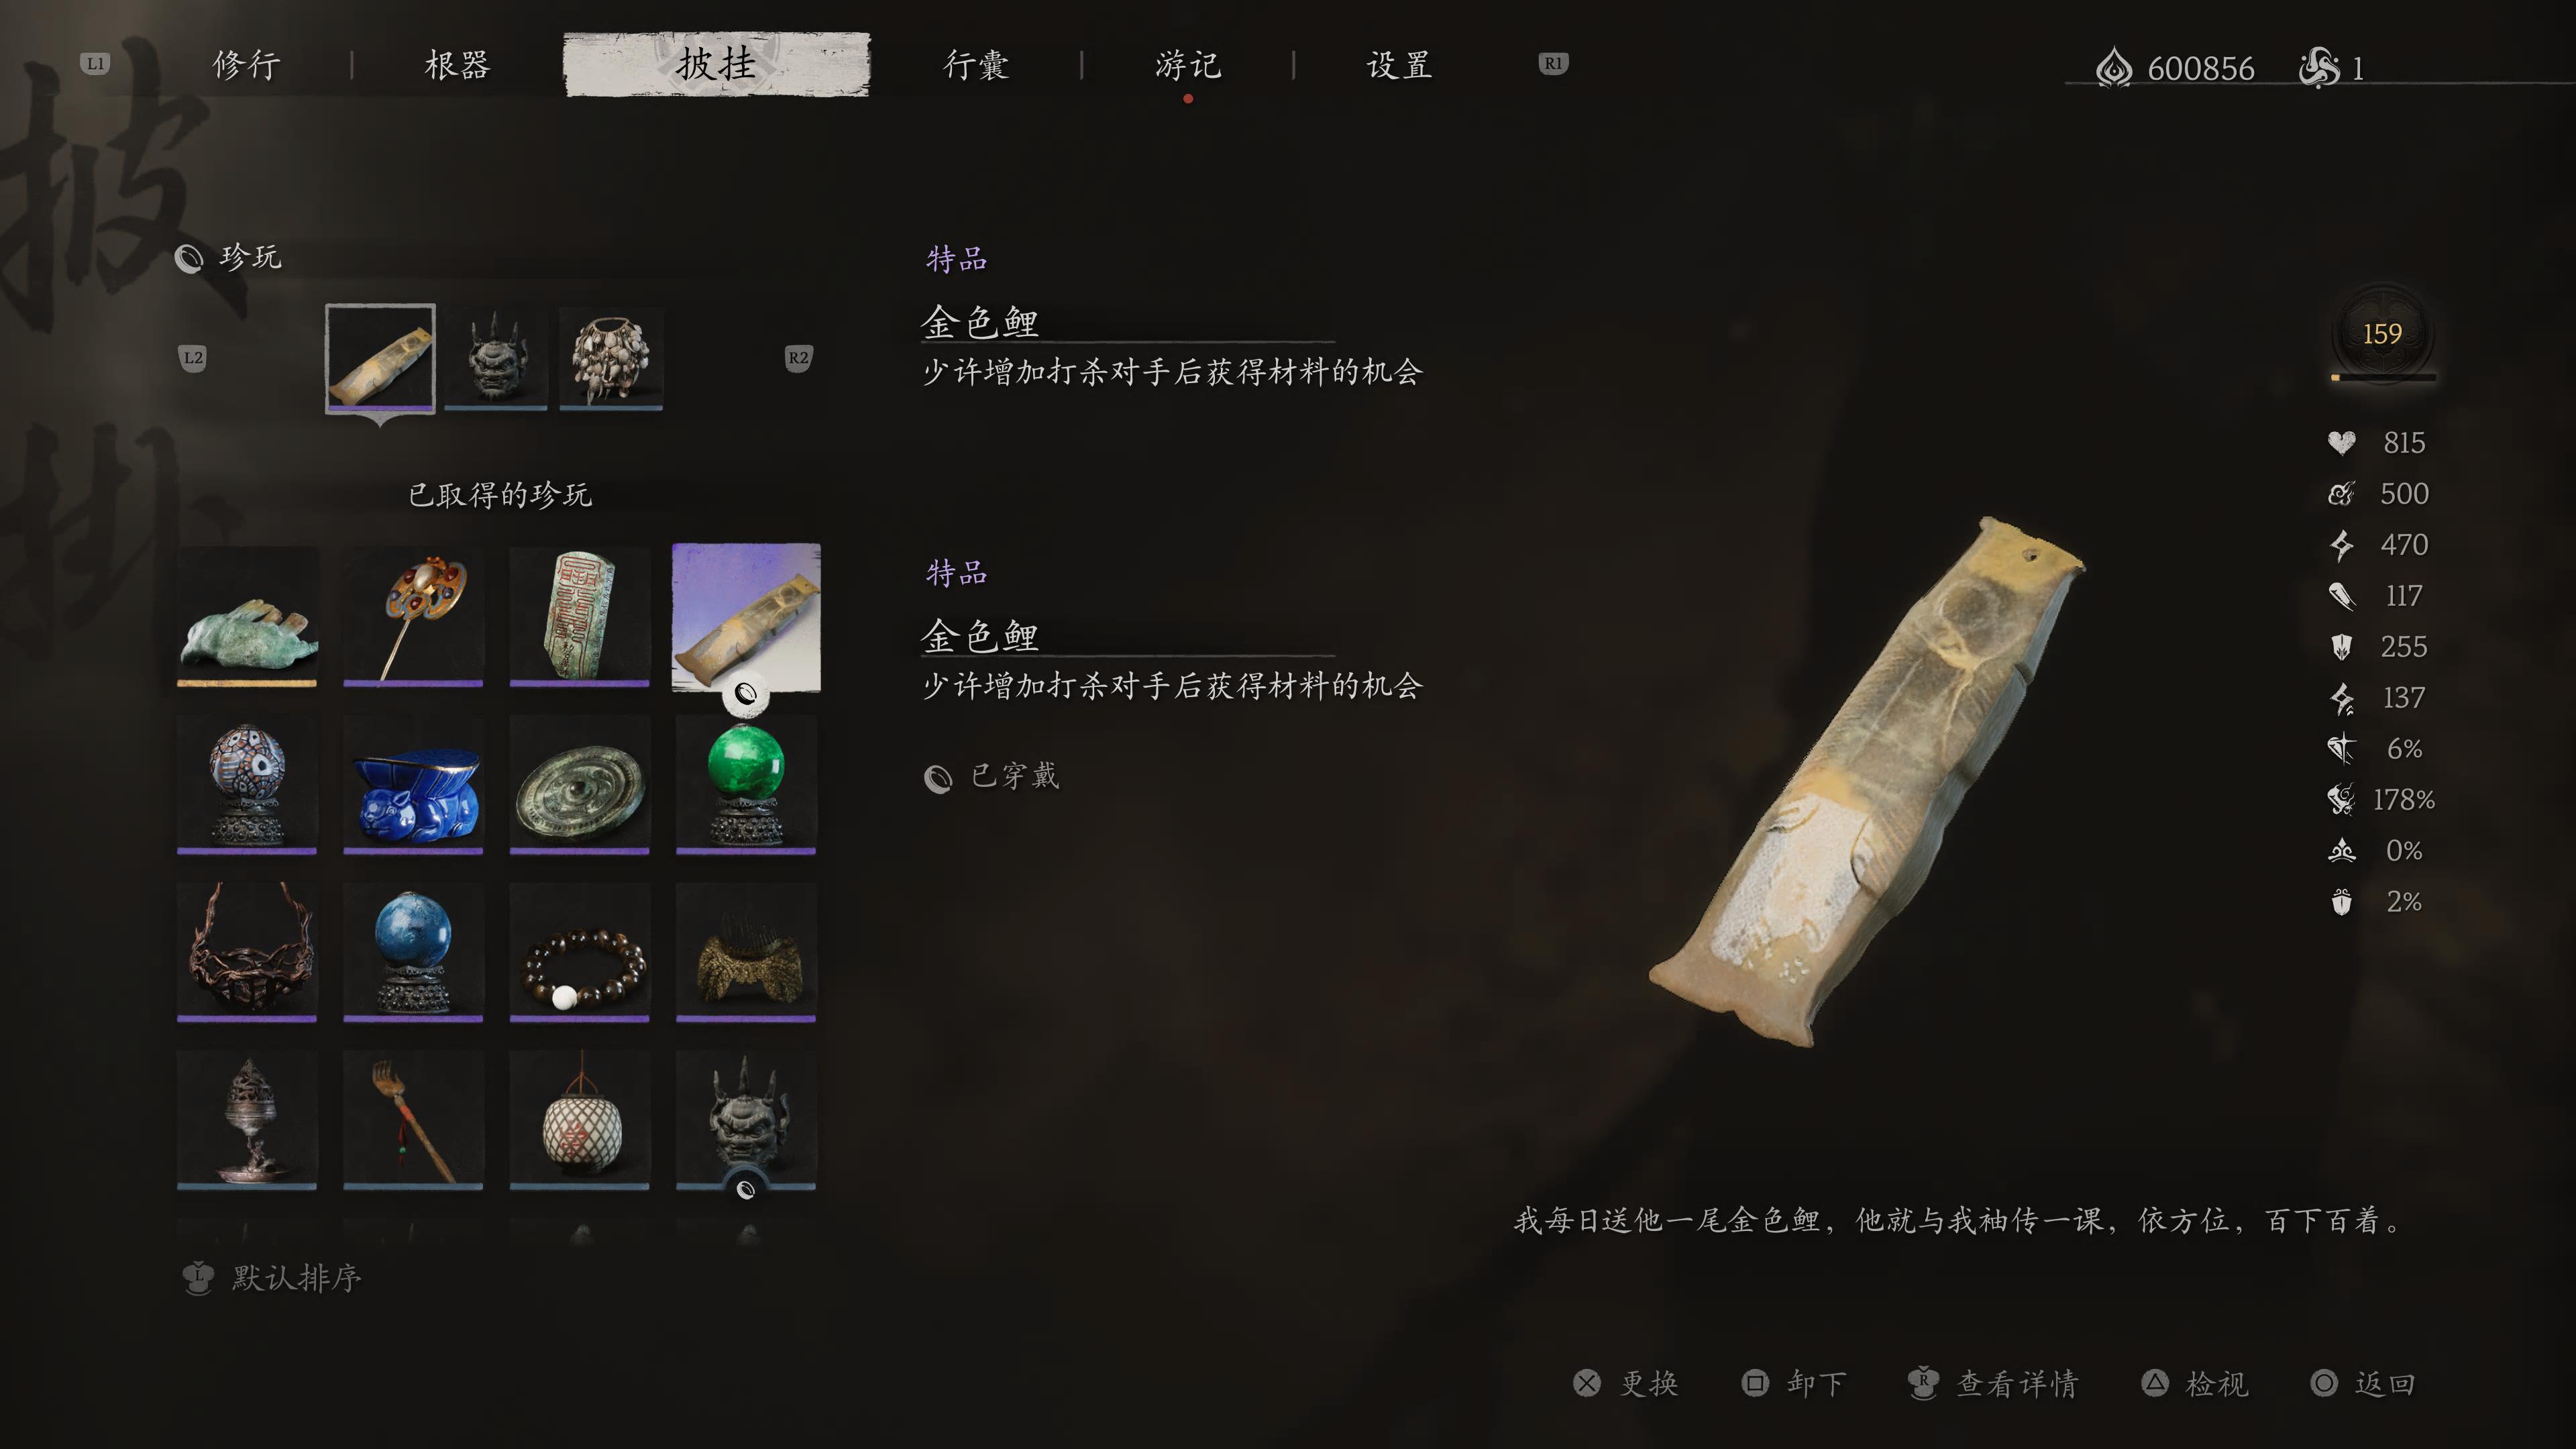 L1 修行 根器 披挂 行囊 游记 设置 R1 600856 1
披挂
珍玩
L2 R2
已取得的珍玩
默认排序
特品
金色鲤
少许增加打杀对手后获得材料的机会
特品
金色鲤
少许增加打杀对手后获得材料的机会
已穿戴
159
815
500
470
117
255
137
6%
178%
0%
2%
我每日送他一尾金色鲤，他就与我袖传一课，依方位，百下百着。
更换 卸下 R 查看详情 检视 返回